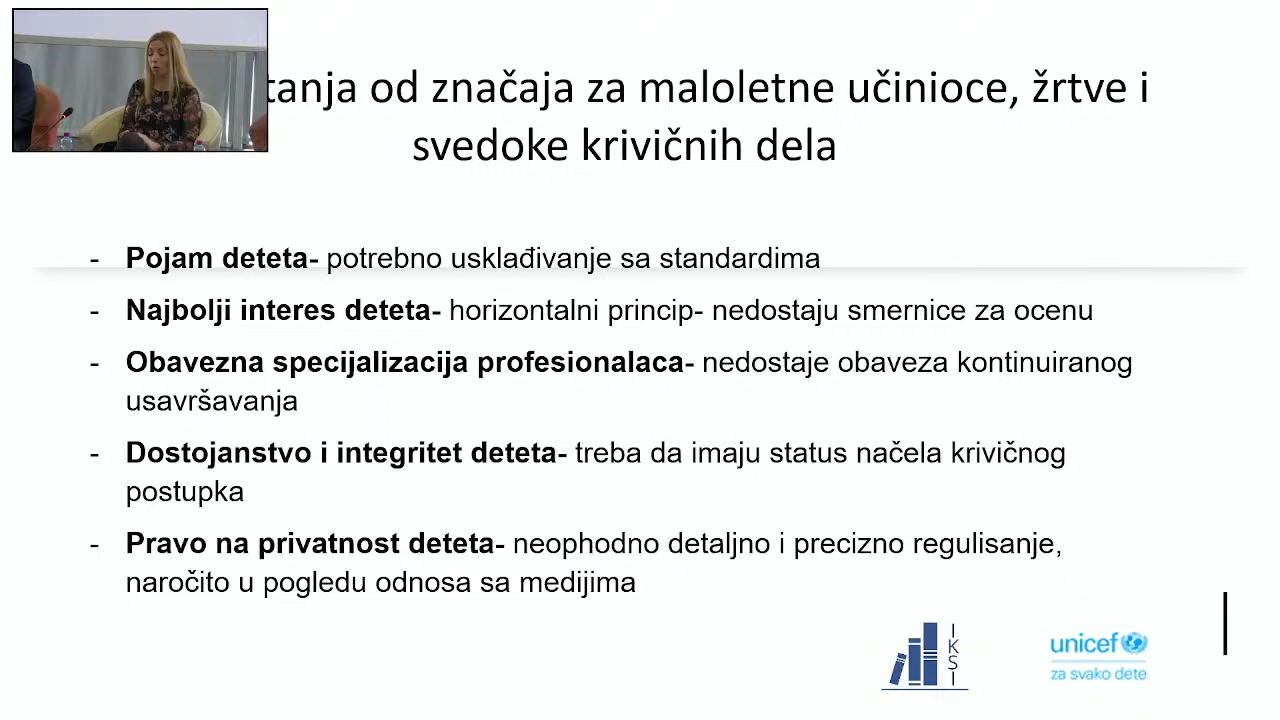 od značaja za maloletne učinioce, žrtve i
svedoke krivičnih dela
- Pojam deteta- potrebno usklađivanje sa standardima
- Najbolji interes deteta- horizontalni princip- nedostaju smernice za ocenu
- Obavezna specijalizacija profesionalaca- nedostaje obaveza kontinuiranog
usavršavanja
- Dostojanstvo i integritet deteta- treba da imaju status načela krivičnog
postupka
- Pravo na privatnost deteta- neophodno detaljno i precizno regulisanje,
naročito u pogledu odnosa sa medijima
IKSI
unicef
za svako dete